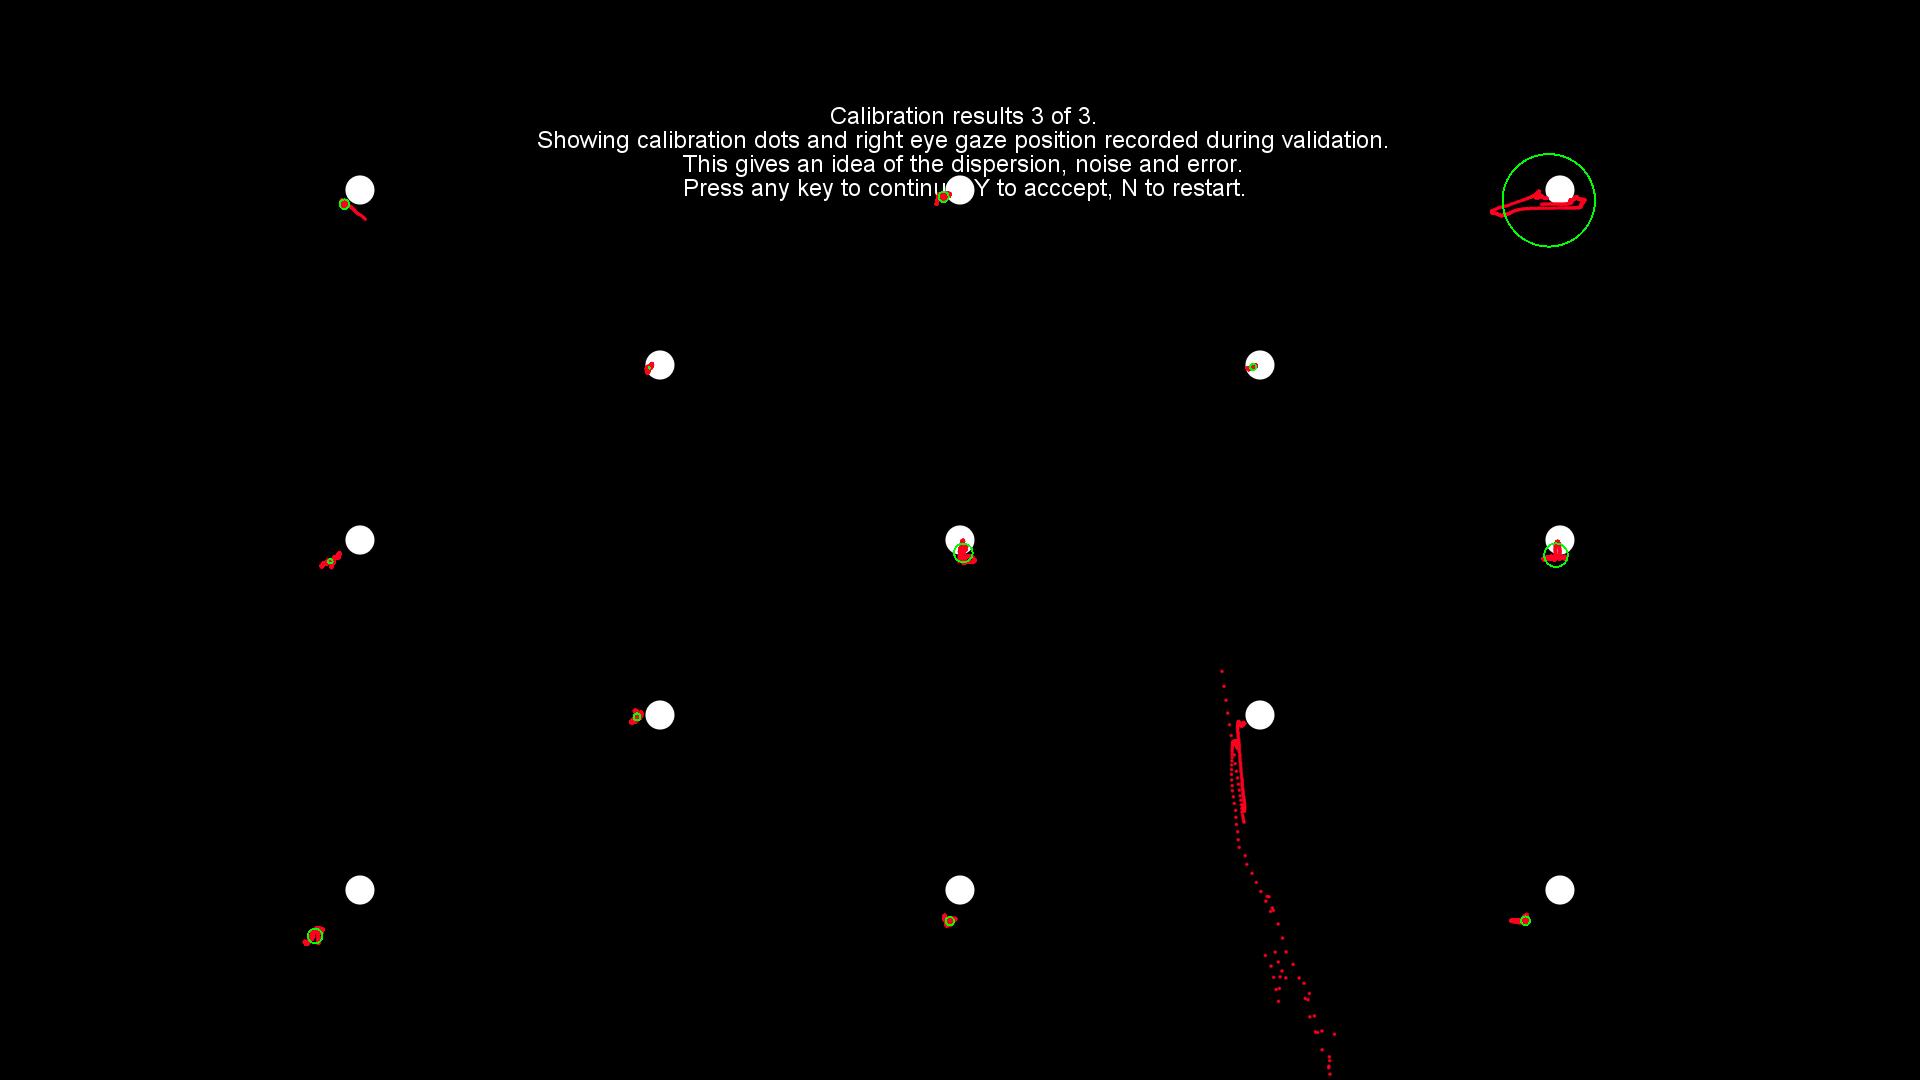 Calibration results 3 of 3.
Showing calibration dots and right eye gaze position recorded during validation.
This gives an idea of the dispersion, noise and error.
Press any key to continu Y to acccept, N to restart.